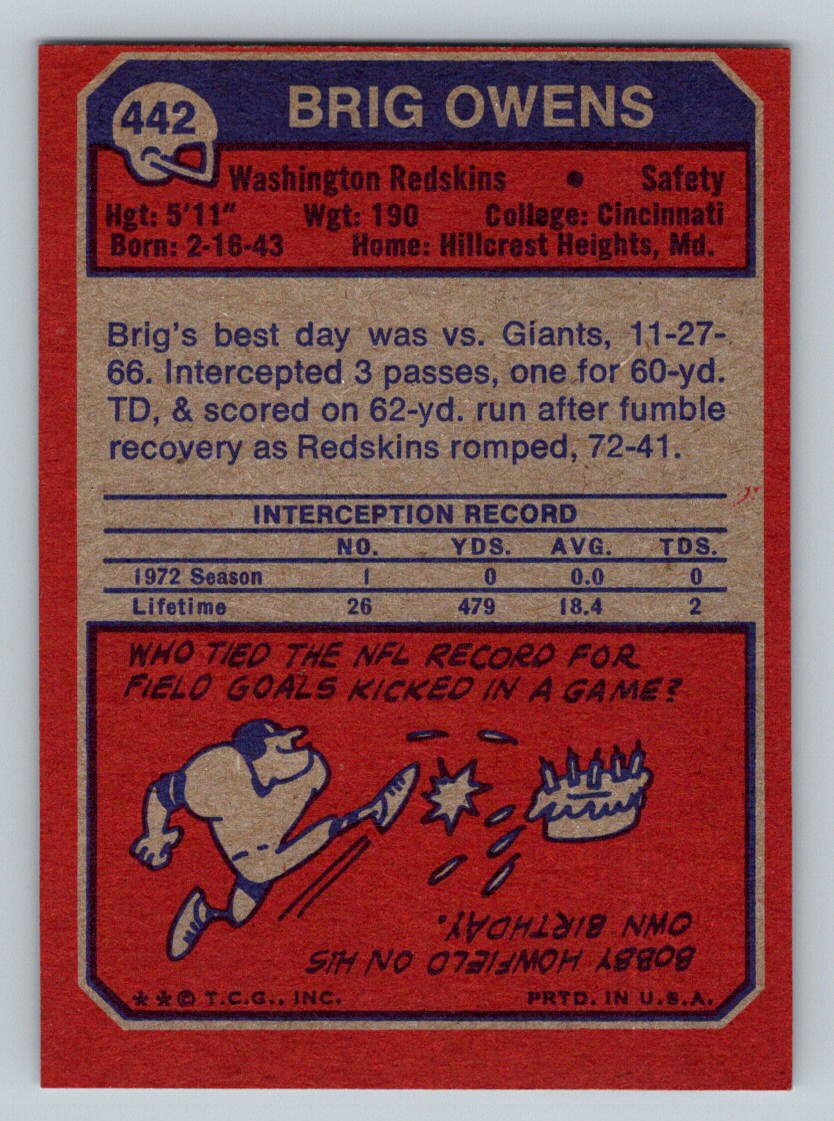 442
BRIG OWENS
Washington Redskins • Safety
Hgt: 5'11" Wgt: 190 College: Cincinnati
Born: 2-16-43 Home: Hillcrest Heights, Md.
Brig's best day was vs. Giants, 11-27-
66. Intercepted 3 passes, one for 60-yd.
TD, & scored on 62-yd. run after fumble
recovery as Redskins romped, 72-41.
INTERCEPTION RECORD
NO. YDS. AVG. TDS.
1972 Season 1 0 0.0 0
Lifetime 26 479 18.4 2
WHO TIED THE NFL RECORD FOR
FIELD GOALS KICKED IN A GAME?
BOBBY HOWFIELD ON HIS
OWN BIRTHDAY.
**© T.C.G., INC. PRTD. IN U.S.A.